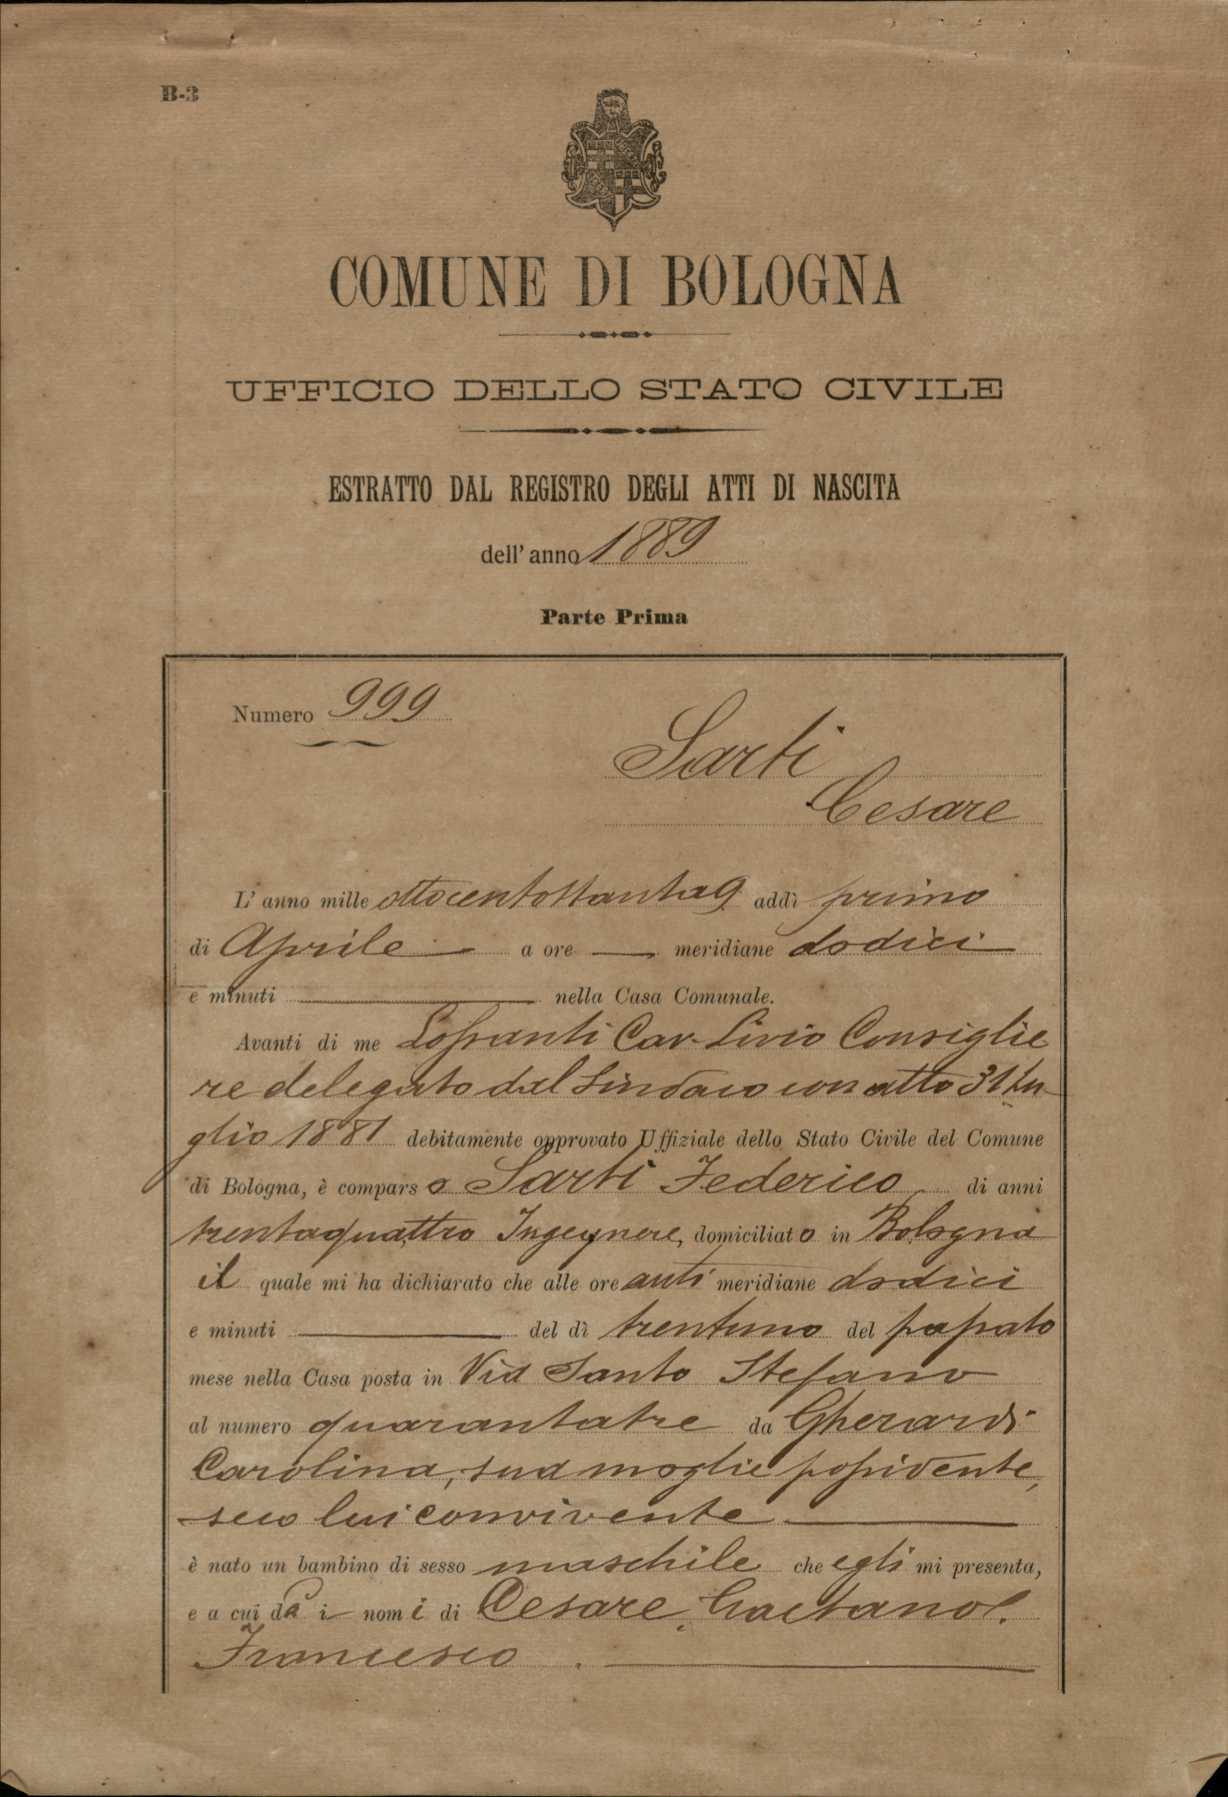 B-3
COMUNE DI BOLOGNA
UFFICIO DELLO STATO CIVILE
ESTRATTO DAL REGISTRO DEGLI ATTI DI NASCITA
dell' anno 1889
Parte Prima
Numero 999
Sarti
Cesare
L' anno mille ottocentottanta9 addì primo
di Aprile a ore — meridiane dodici
e minuti — nella Casa Comunale.
Avanti di me Lossanti Cav. Livio Consiglie
re delegato dal Sindaco con atto 31 Lu-
glio 1881 debitamente approvato Uffiziale dello Stato Civile del Comune
di Bologna, è comparso Sarti Federico di anni
trentaquattro Ingegnere, domiciliato in Bologna
il quale mi ha dichiarato che alle ore anti meridiane dodici
e minuti — del dì trentuno del passato
mese nella Casa posta in Via Santo Stefano
al numero quarantatre da Gherardi
Carolina, sua moglie possidente,
seco lui convivente —
è nato un bambino di sesso maschile che egli mi presenta,
e a cui dà i nomi di Cesare, Gaetano,
Francesco. —